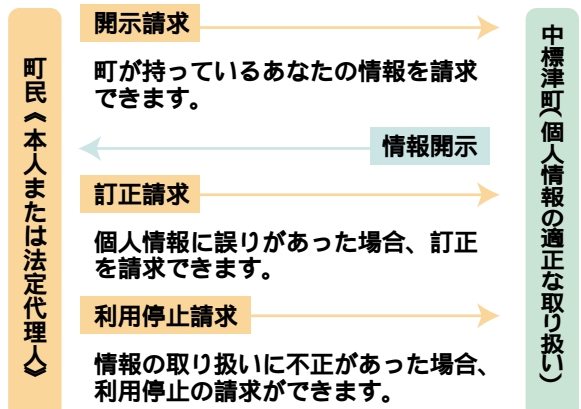 町民《本人または法定代理人》
開示請求
町が持っているあなたの情報を請求
できます。
情報開示
訂正請求
個人情報に誤りがあった場合、訂正
を請求できます。
利用停止請求
情報の取り扱いに不正があった場合、
利用停止の請求ができます。
中標津町(個人情報の適正な取り扱い)